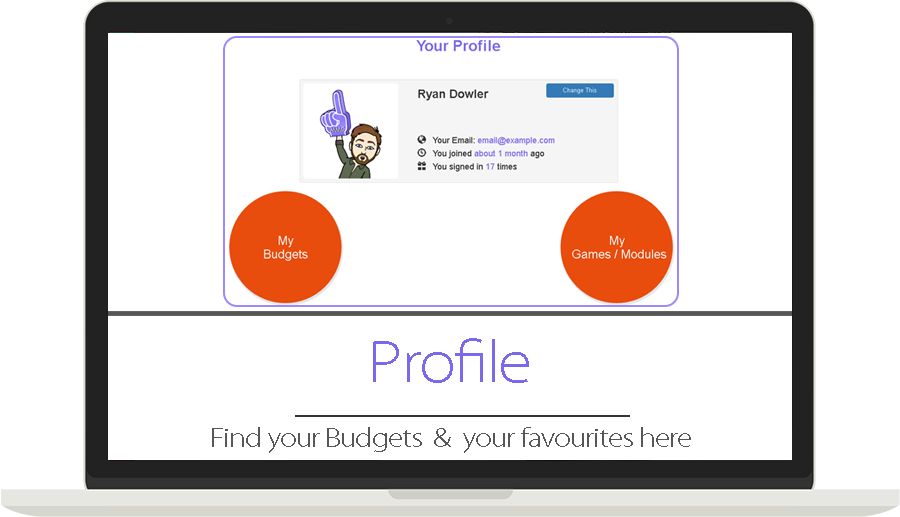 Your Profile
Ryan Dowler
Change This
Your Email: email@example.com
You joined about 1 month ago
You signed in 17 times
My
Budgets
My
Games / Modules
Profile
Find your Budgets & your favourites here